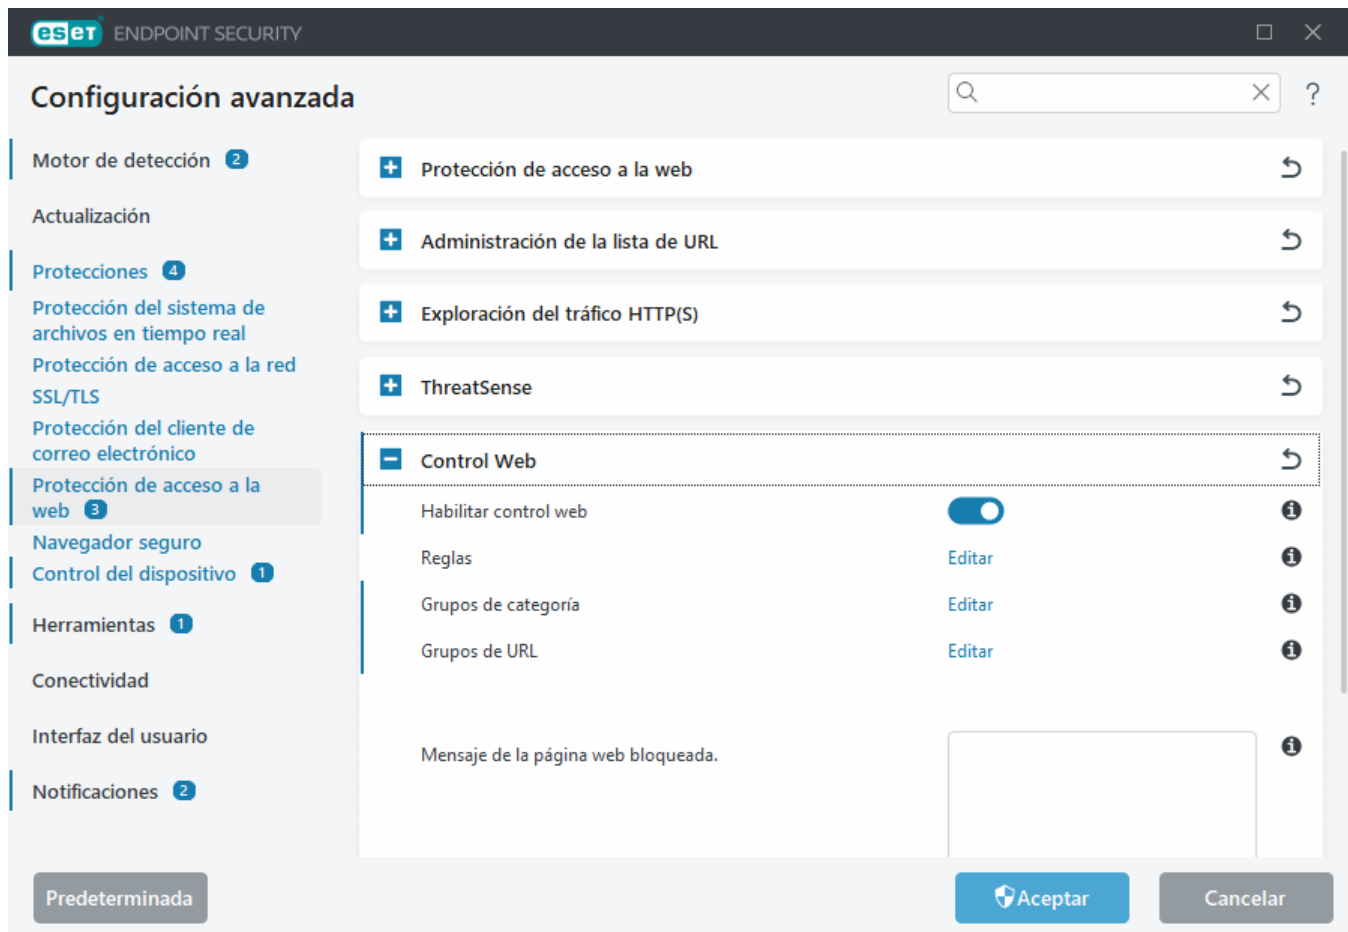 eset ENDPOINT SECURITY
Configuración avanzada
?
Motor de detección 2
Actualización
Protecciones 4
Protección del sistema de
archivos en tiempo real
Protección de acceso a la red
SSL/TLS
Protección del cliente de
correo electrónico
Protección de acceso a la
web 3
Navegador seguro
Control del dispositivo 1
Herramientas 1
Conectividad
Interfaz del usuario
Notificaciones 2
Protección de acceso a la web
Administración de la lista de URL
Exploración del tráfico HTTP(S)
ThreatSense
Control Web
Habilitar control web
Reglas Editar
Grupos de categoría Editar
Grupos de URL Editar
Mensaje de la página web bloqueada.
Predeterminada
Aceptar
Cancelar